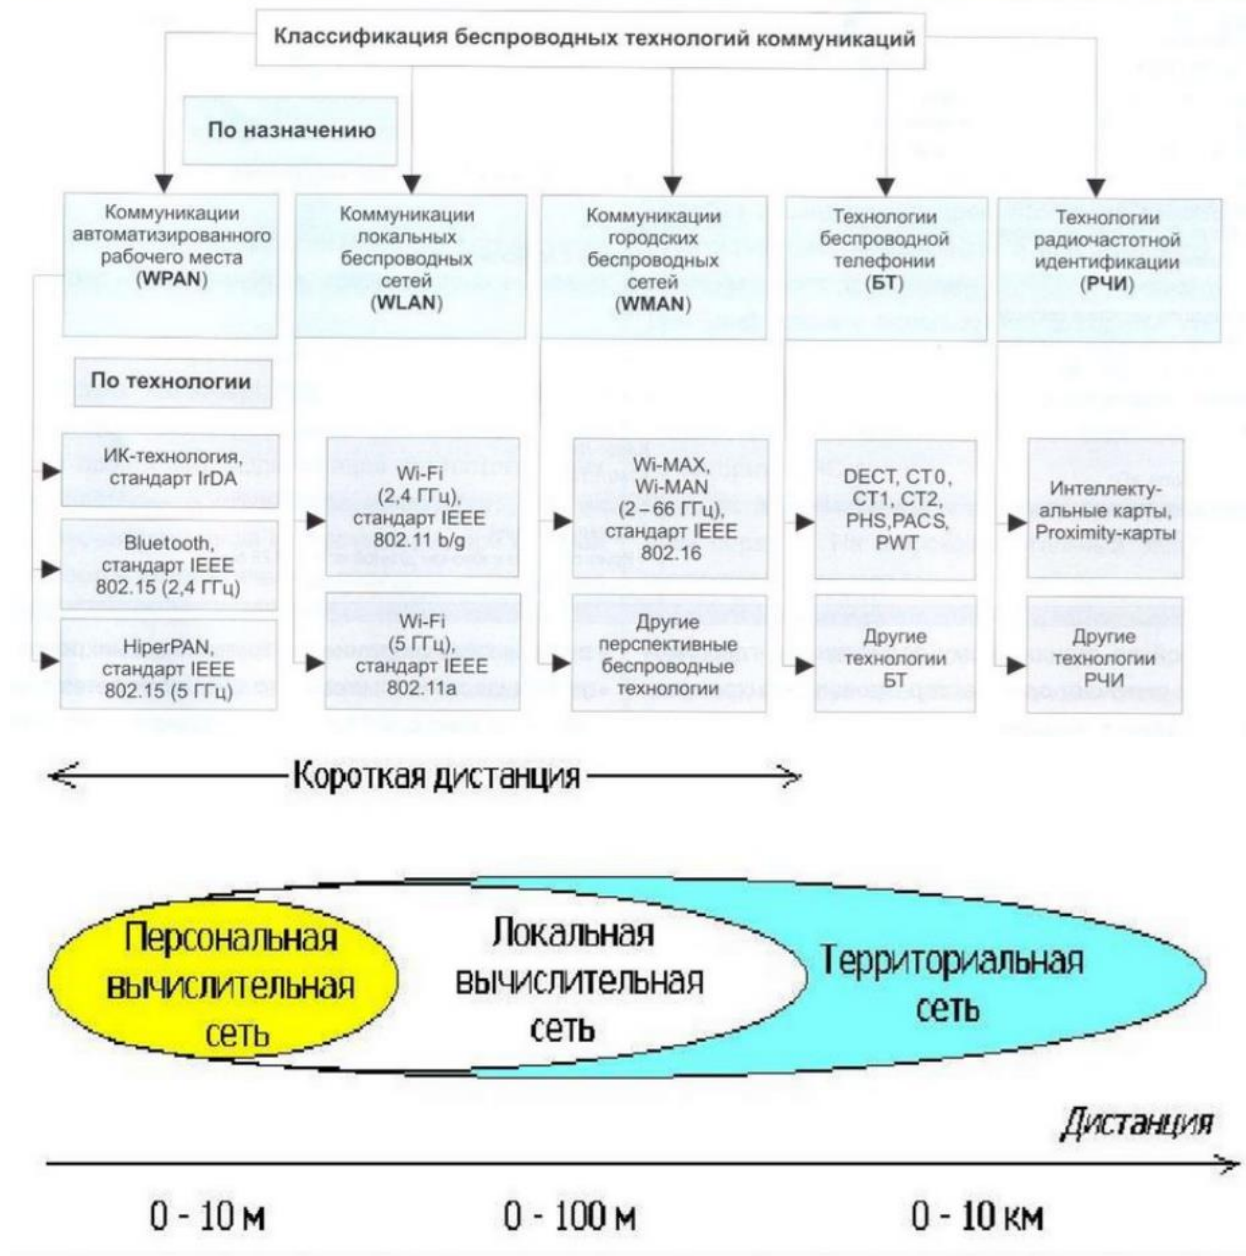 Классификация беспроводных технологий коммуникаций
По назначению
Коммуникации
автоматизированного
рабочего места
(WPAN)
Коммуникации
локальных
беспроводных
сетей
(WLAN)
Коммуникации
городских
беспроводных
сетей
(WMAN)
Технологии
беспроводной
телефонии
(БТ)
Технологии
радиочастотной
идентификации
(РЧИ)
По технологии
ИК-технология,
стандарт IrDA
Bluetooth,
стандарт IEEE
802.15 (2,4 ГГц)
HiperPAN,
стандарт IEEE
802.15 (5 ГГц)
Wi-Fi
(2,4 ГГц),
стандарт IEEE
802.11 b/g
Wi-Fi
(5 ГГц),
стандарт IEEE
802.11a
Wi-MAX,
Wi-MAN
(2 – 66 ГГц),
стандарт IEEE
802.16
Другие
перспективные
беспроводные
технологии
DECT, CT0,
CT1, CT2,
PHS,PACS,
PWT
Другие
технологии
БТ
Интеллекту-
альные карты,
Proximity-карты
Другие
технологии
РЧИ
Короткая дистанция
Персональная
вычислительная
сеть
Локальная
вычислительная
сеть
Территориальная
сеть
Дистанция
0 - 10 м
0 - 100 м
0 - 10 км